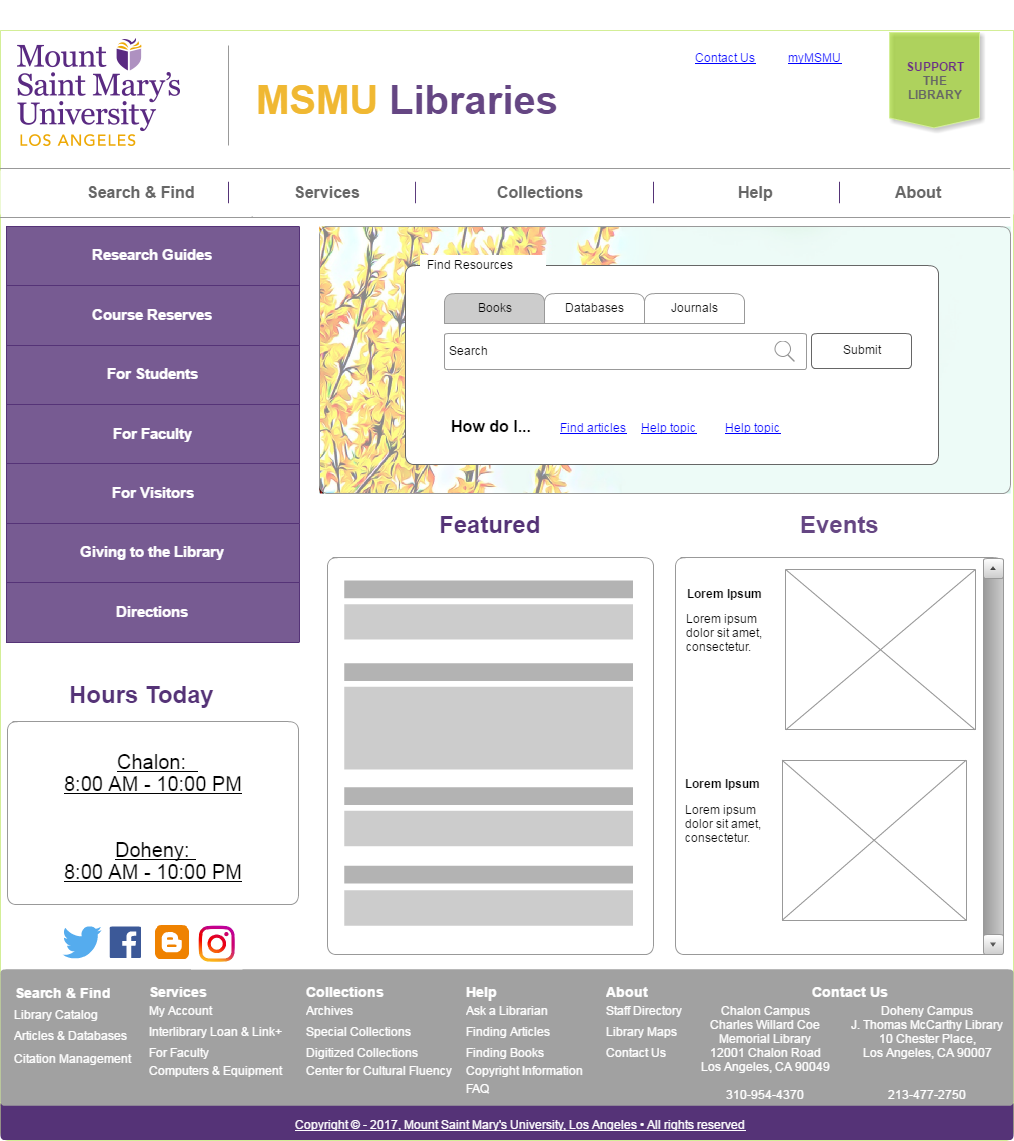 Mount
Saint Mary's
University
LOS ANGELES
MSMU Libraries
Contact Us
myMSMU
SUPPORT
THE
LIBRARY
Search & Find
Services
Collections
Help
About
Research Guides
Course Reserves
For Students
For Faculty
For Visitors
Giving to the Library
Directions
Find Resources
Books
Databases
Journals
Search
Submit
How do I...
Find articles
Help topic
Help topic
Hours Today
Chalon:
8:00 AM - 10:00 PM
Doheny:
8:00 AM - 10:00 PM
Featured
Events
Lorem Ipsum
Lorem ipsum
dolor sit amet,
consectetur.
Lorem Ipsum
Lorem ipsum
dolor sit amet,
consectetur.
Search & Find
Library Catalog
Articles & Databases
Citation Management
Services
My Account
Interlibrary Loan & Link+
For Faculty
Computers & Equipment
Collections
Archives
Special Collections
Digitized Collections
Center for Cultural Fluency
Help
Ask a Librarian
Finding Articles
Finding Books
Copyright Information
FAQ
About
Staff Directory
Library Maps
Contact Us
Contact Us
Chalon Campus
Charles Willard Coe
Memorial Library
12001 Chalon Road
Los Angeles, CA 90049
310-954-4370
Doheny Campus
J. Thomas McCarthy Library
10 Chester Place,
Los Angeles, CA 90007
213-477-2750
Copyright © - 2017, Mount Saint Mary's University, Los Angeles • All rights reserved